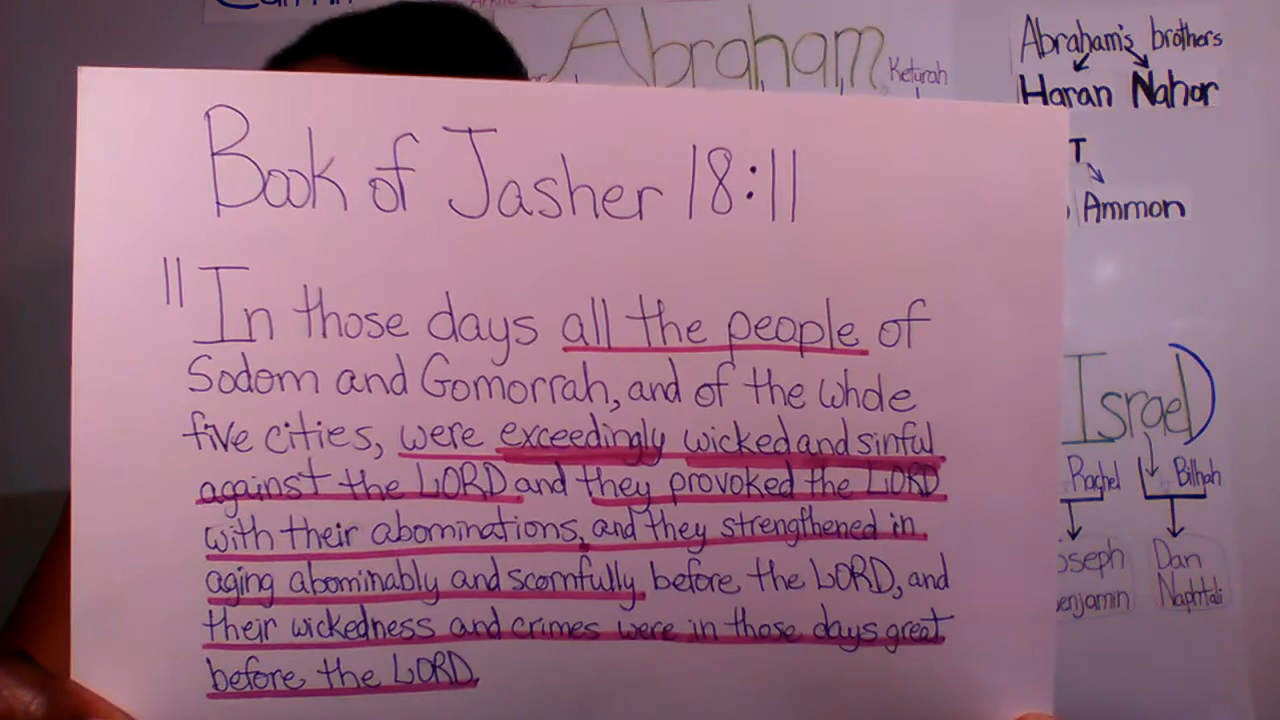 Abraham
Keturah
Abraham's brothers
Haran Nahor
T
Ammon
Book of Jasher 18:11
11 In those days all the people of
Sodom and Gomorrah, and of the whole
five cities, were exceedingly wicked and sinful
against the LORD and they provoked the LORD
with their abominations, and they strengthened in
aging abominably and scornfully before the LORD, and
their wickedness and crimes were in those days great
before the LORD.
Israel
Rachel Bilhah
oseph Dan
enjamin Naphtali